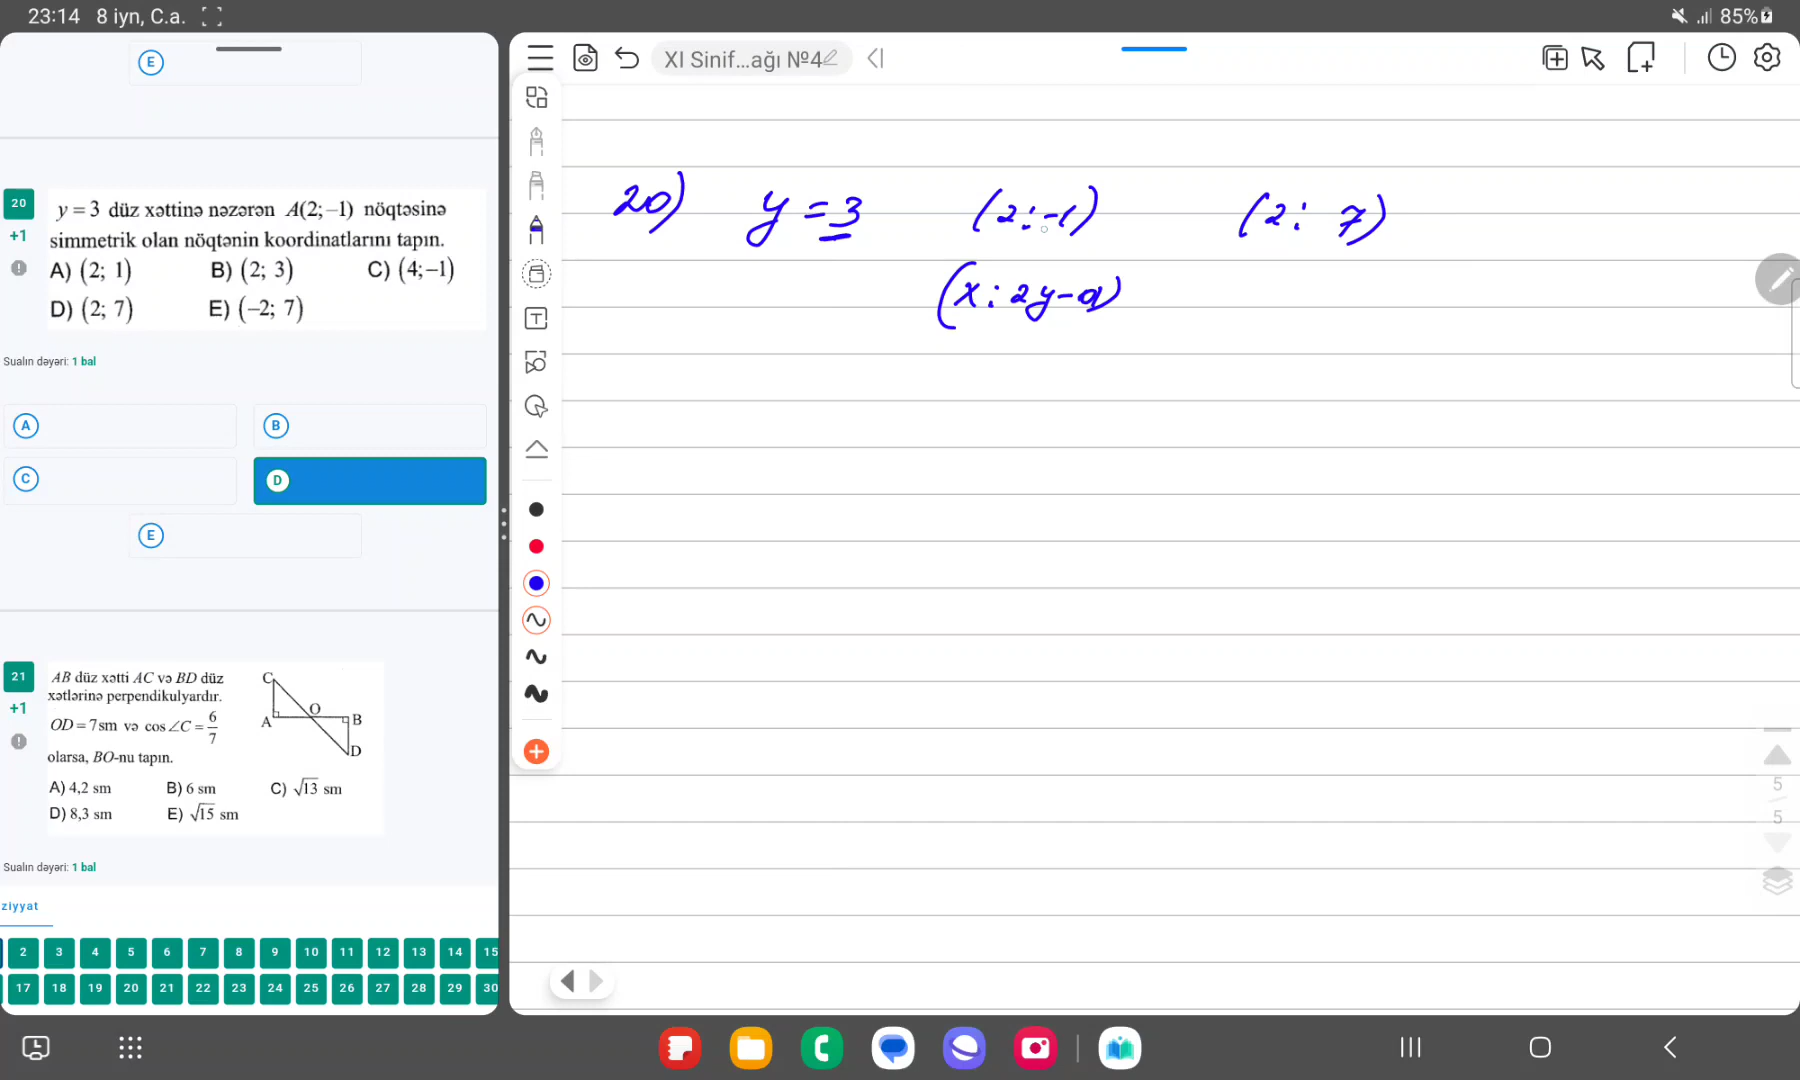 23:14 8 iyn, C.a.
85%
E
XI Sinif...ağı №4
20
+1
y = 3 düz xəttinə nəzərən A(2;−1) nöqtəsinə
simmetrik olan nöqtənin koordinatlarını tapın.
A) (2; 1) B) (2; 3) C) (4;−1)
D) (2; 7) E) (−2; 7)
Sualın dəyəri: 1 bal
A B
C D
E
21
+1
AB düz xətti AC və BD düz
xətlərinə perpendikulyardır.
OD = 7sm və cos∠C = 6/7
olarsa, BO-nu tapın.
C
O
A
B
D
A) 4,2 sm B) 6 sm C) √13 sm
D) 8,3 sm E) √15 sm
Sualın dəyəri: 1 bal
ziyyat
2 3 4 5 6 7 8 9 10 11 12 13 14 15
17 18 19 20 21 22 23 24 25 26 27 28 29 30
20) y = 3 (2; -1) (2; 7)
(x; 2y-a)
T
5
5